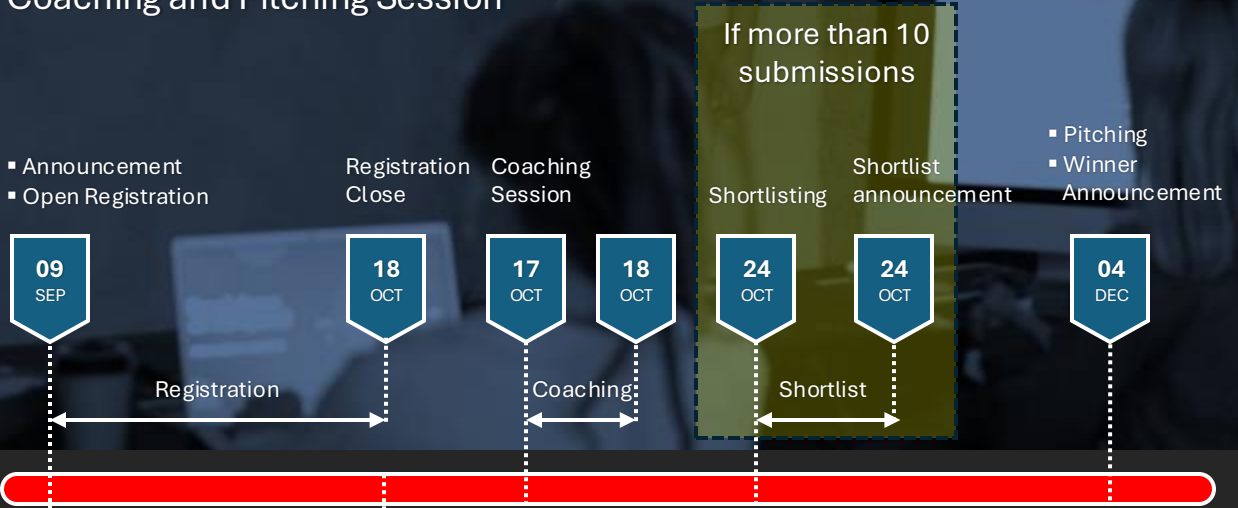 Coaching and Pitching Session
If more than 10
submissions
▪ Announcement
▪ Open Registration
Registration
Close
Coaching
Session
Shortlisting
Shortlist
announcement
▪ Pitching
▪ Winner
Announcement
09
SEP
18
OCT
17
OCT
18
OCT
24
OCT
24
OCT
04
DEC
Registration
Coaching
Shortlist